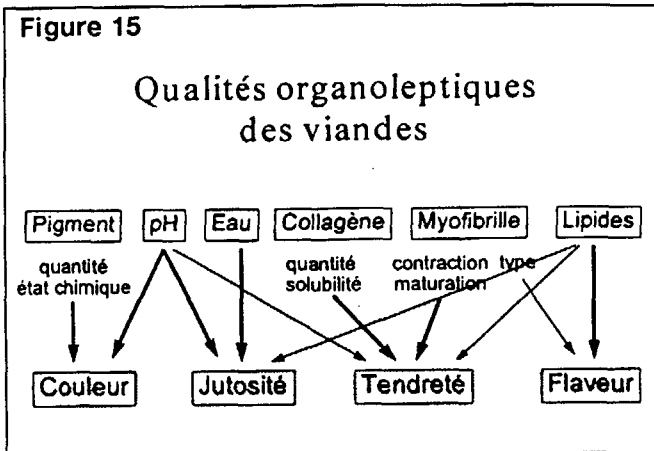 Figure 15
Qualités organoleptiques
des viandes
Pigment pH Eau Collagène Myofibrille Lipides
quantité quantité contraction type
état chimique solubilité maturation
Couleur Jutosité Tendreté Flaveur